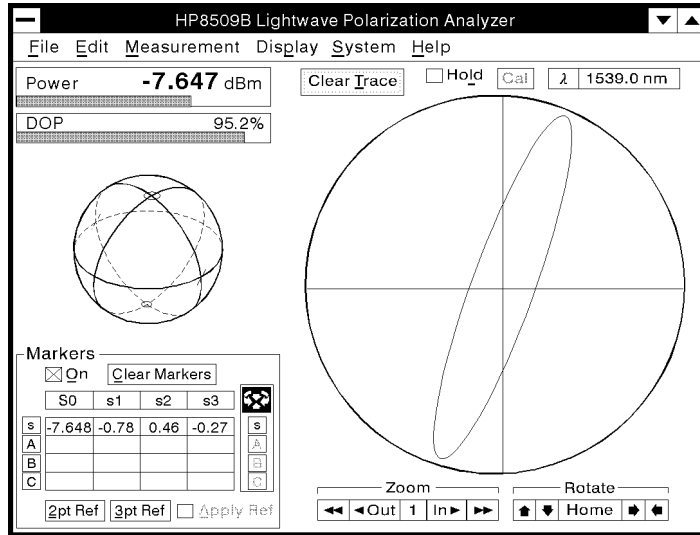 HP8509B Lightwave Polarization Analyzer
File Edit Measurement Display System Help
Power -7.647 dBm
DOP 95.2%
Clear Trace Hold Cal λ 1539.0 nm
Markers
On Clear Markers
S0 s1 s2 s3
s -7.648 -0.78 0.46 -0.27 s
A A
B B
C C
2pt Ref 3pt Ref Apply Ref
Zoom
Out 1 In
Rotate
Home